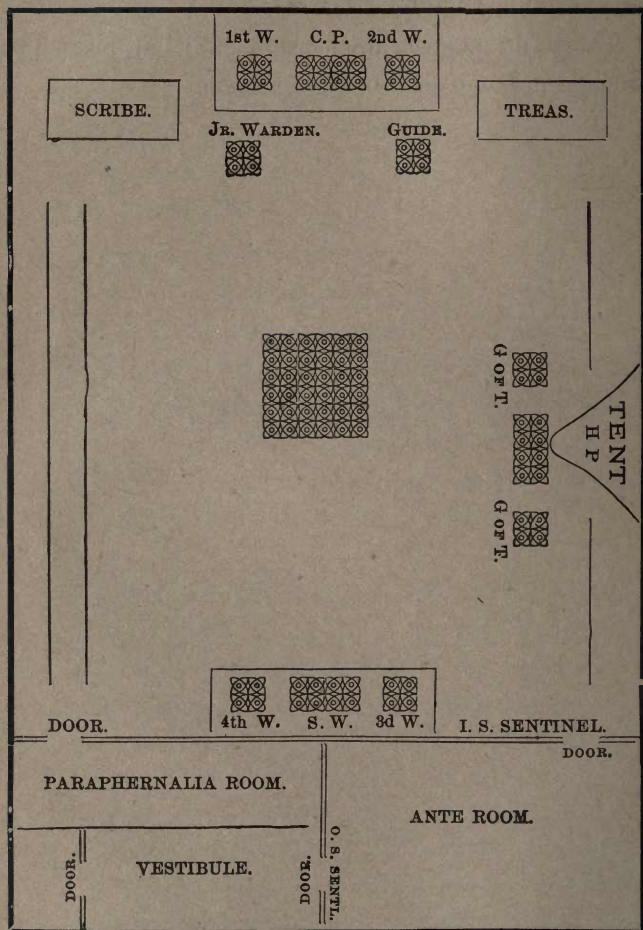 1st W. C. P. 2nd W.
SCRIBE.
TREAS.
JR. WARDEN.
GUIDE.
G OF T.
TENT
H P
G OF T.
4th W. S. W. 3d W.
DOOR.
I. S. SENTINEL.
DOOR.
PARAPHERNALIA ROOM.
ANTE ROOM.
O. S. SENTL.
DOOR.
VESTIBULE.
DOOR.